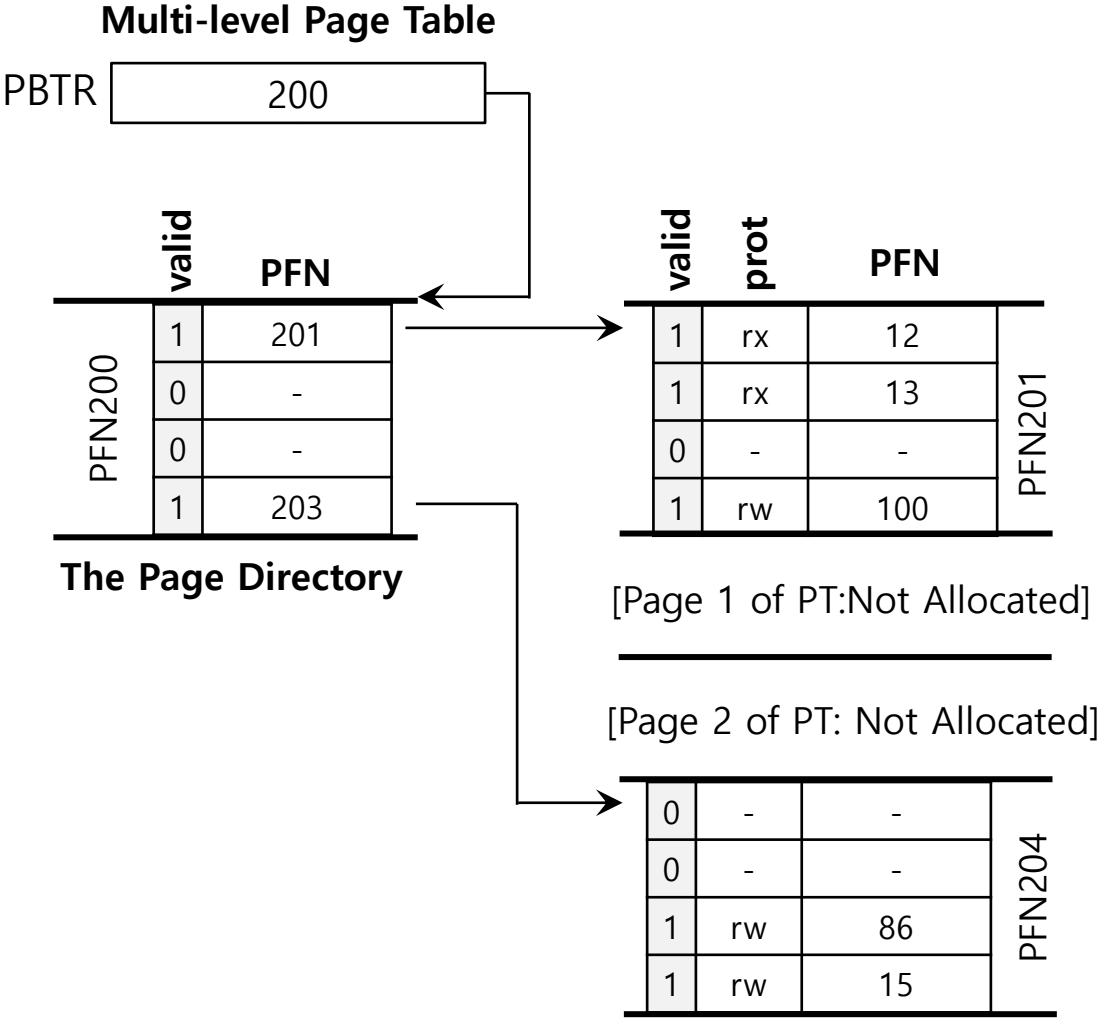 Multi-level Page Table
PBTR 200
valid PFN
PFN200
1 201
0 -
0 -
1 203
The Page Directory
valid prot PFN
1 rx 12
1 rx 13
0 - -
1 rw 100
PFN201
[Page 1 of PT:Not Allocated]
[Page 2 of PT: Not Allocated]
0 - -
0 - -
1 rw 86
1 rw 15
PFN204